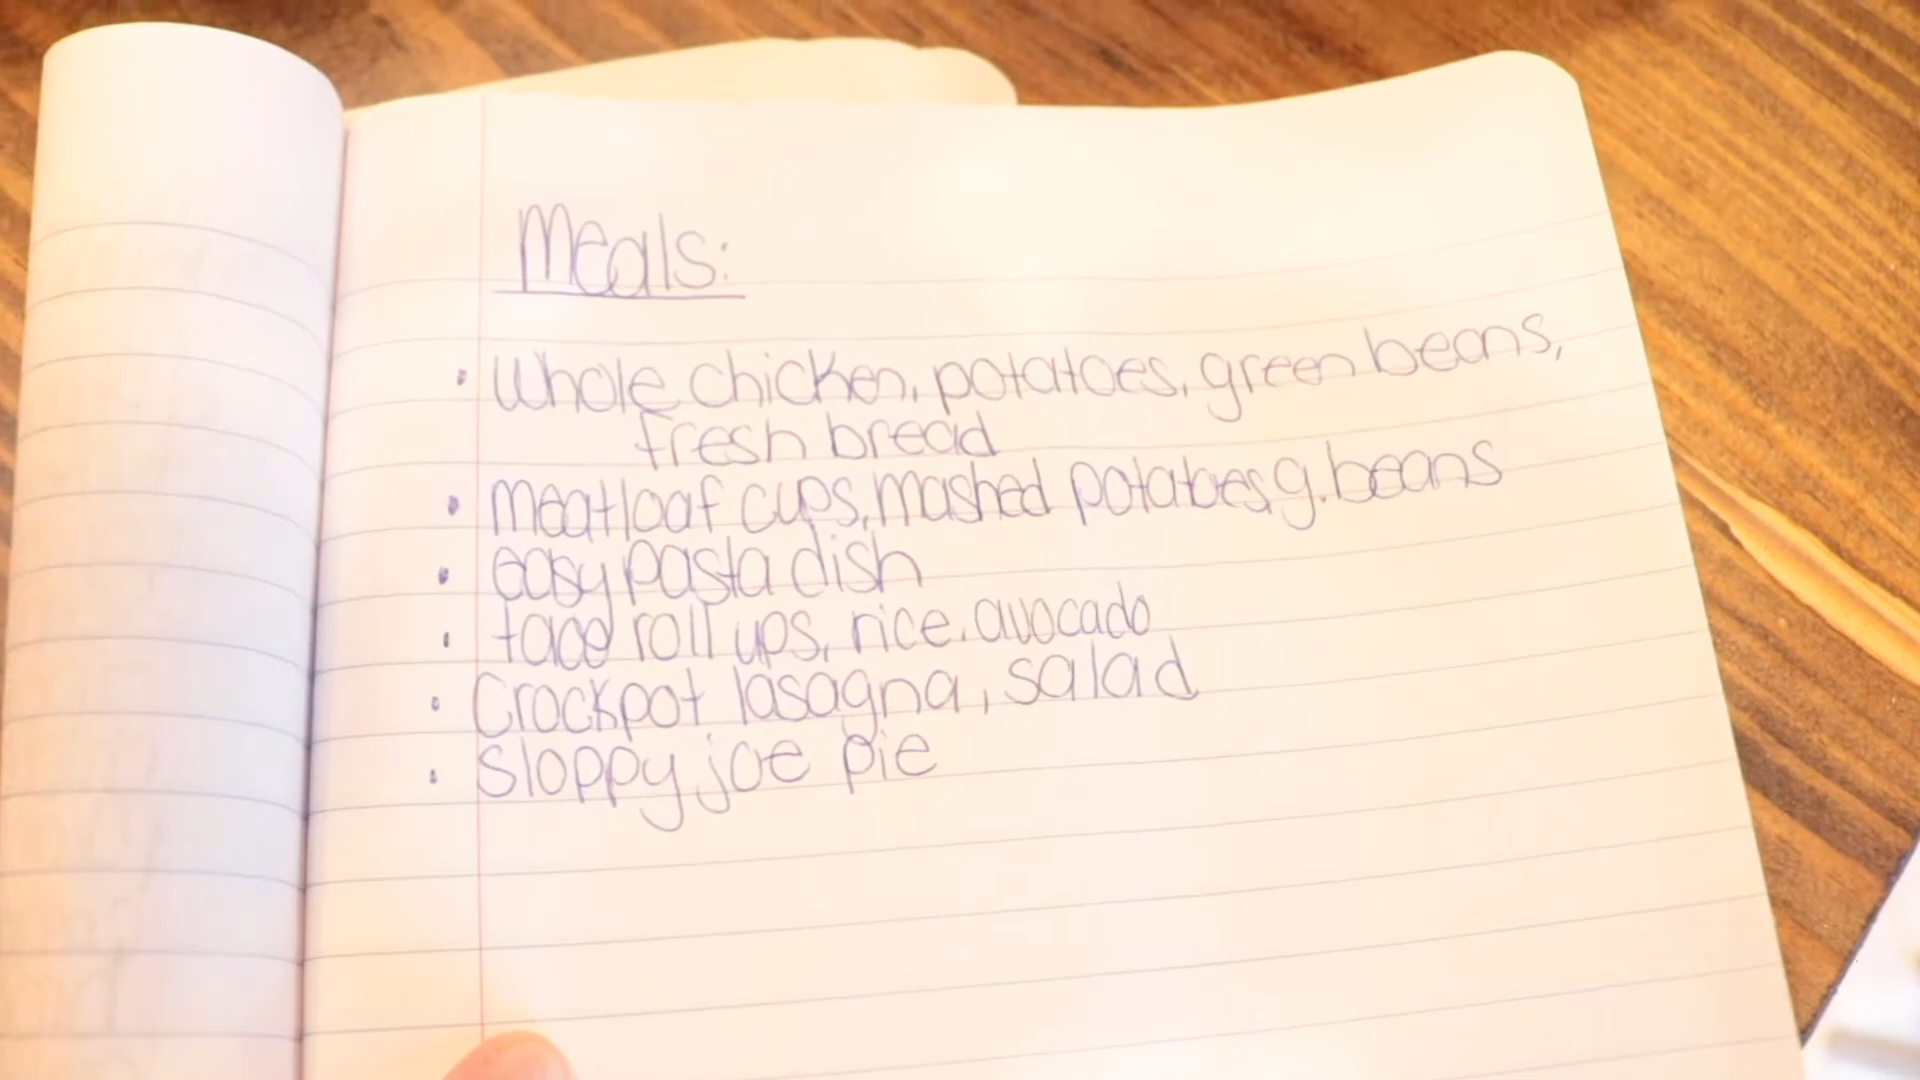 Meals:
• Whole chicken, potatoes, green beans,
fresh bread
• meatloaf cups, mashed potatoes, g. beans
• easy pasta dish
• taco roll ups, rice, avocado
• Crockpot lasagna, salad
• Sloppy joe pie